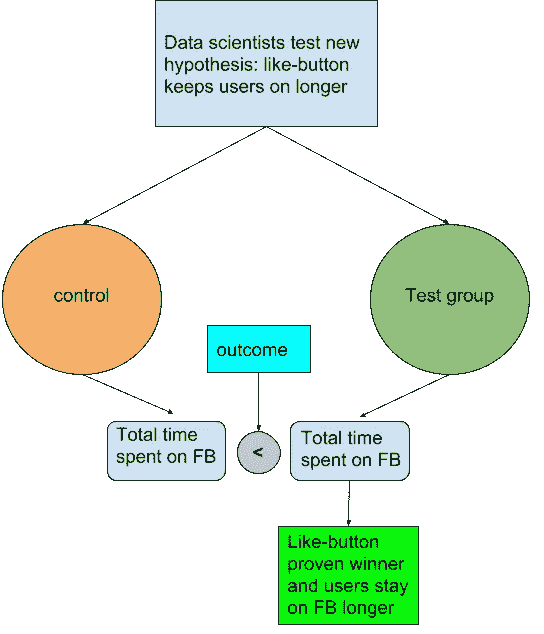 Data scientists test new
hypothesis: like-button
keeps users on longer
control
Test group
outcome
Total time
spent on FB
<
Total time
spent on FB
Like-button
proven winner
and users stay
on FB longer